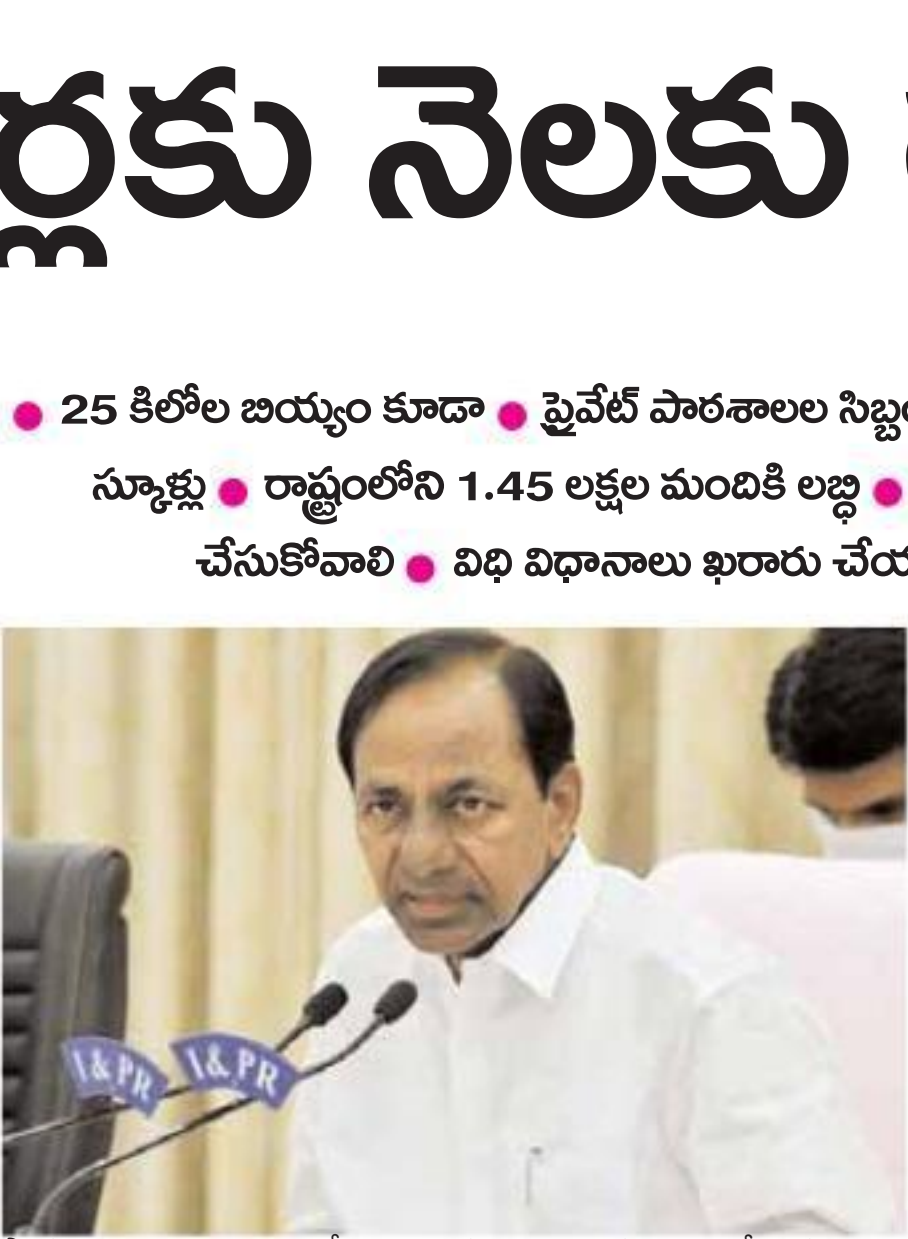 ర్లకు నెలకు
● 25 కిలోల బియ్యం కూడా ● ప్రైవేట్ పాఠశాలల
స్కూళ్లు ● రాష్ట్రంలోని 1.45 లక్షల మందికి లబ్ధి ●
చేసుకోవాలి ● విధి విధానాలు ఖరారు
I & PR I & PR